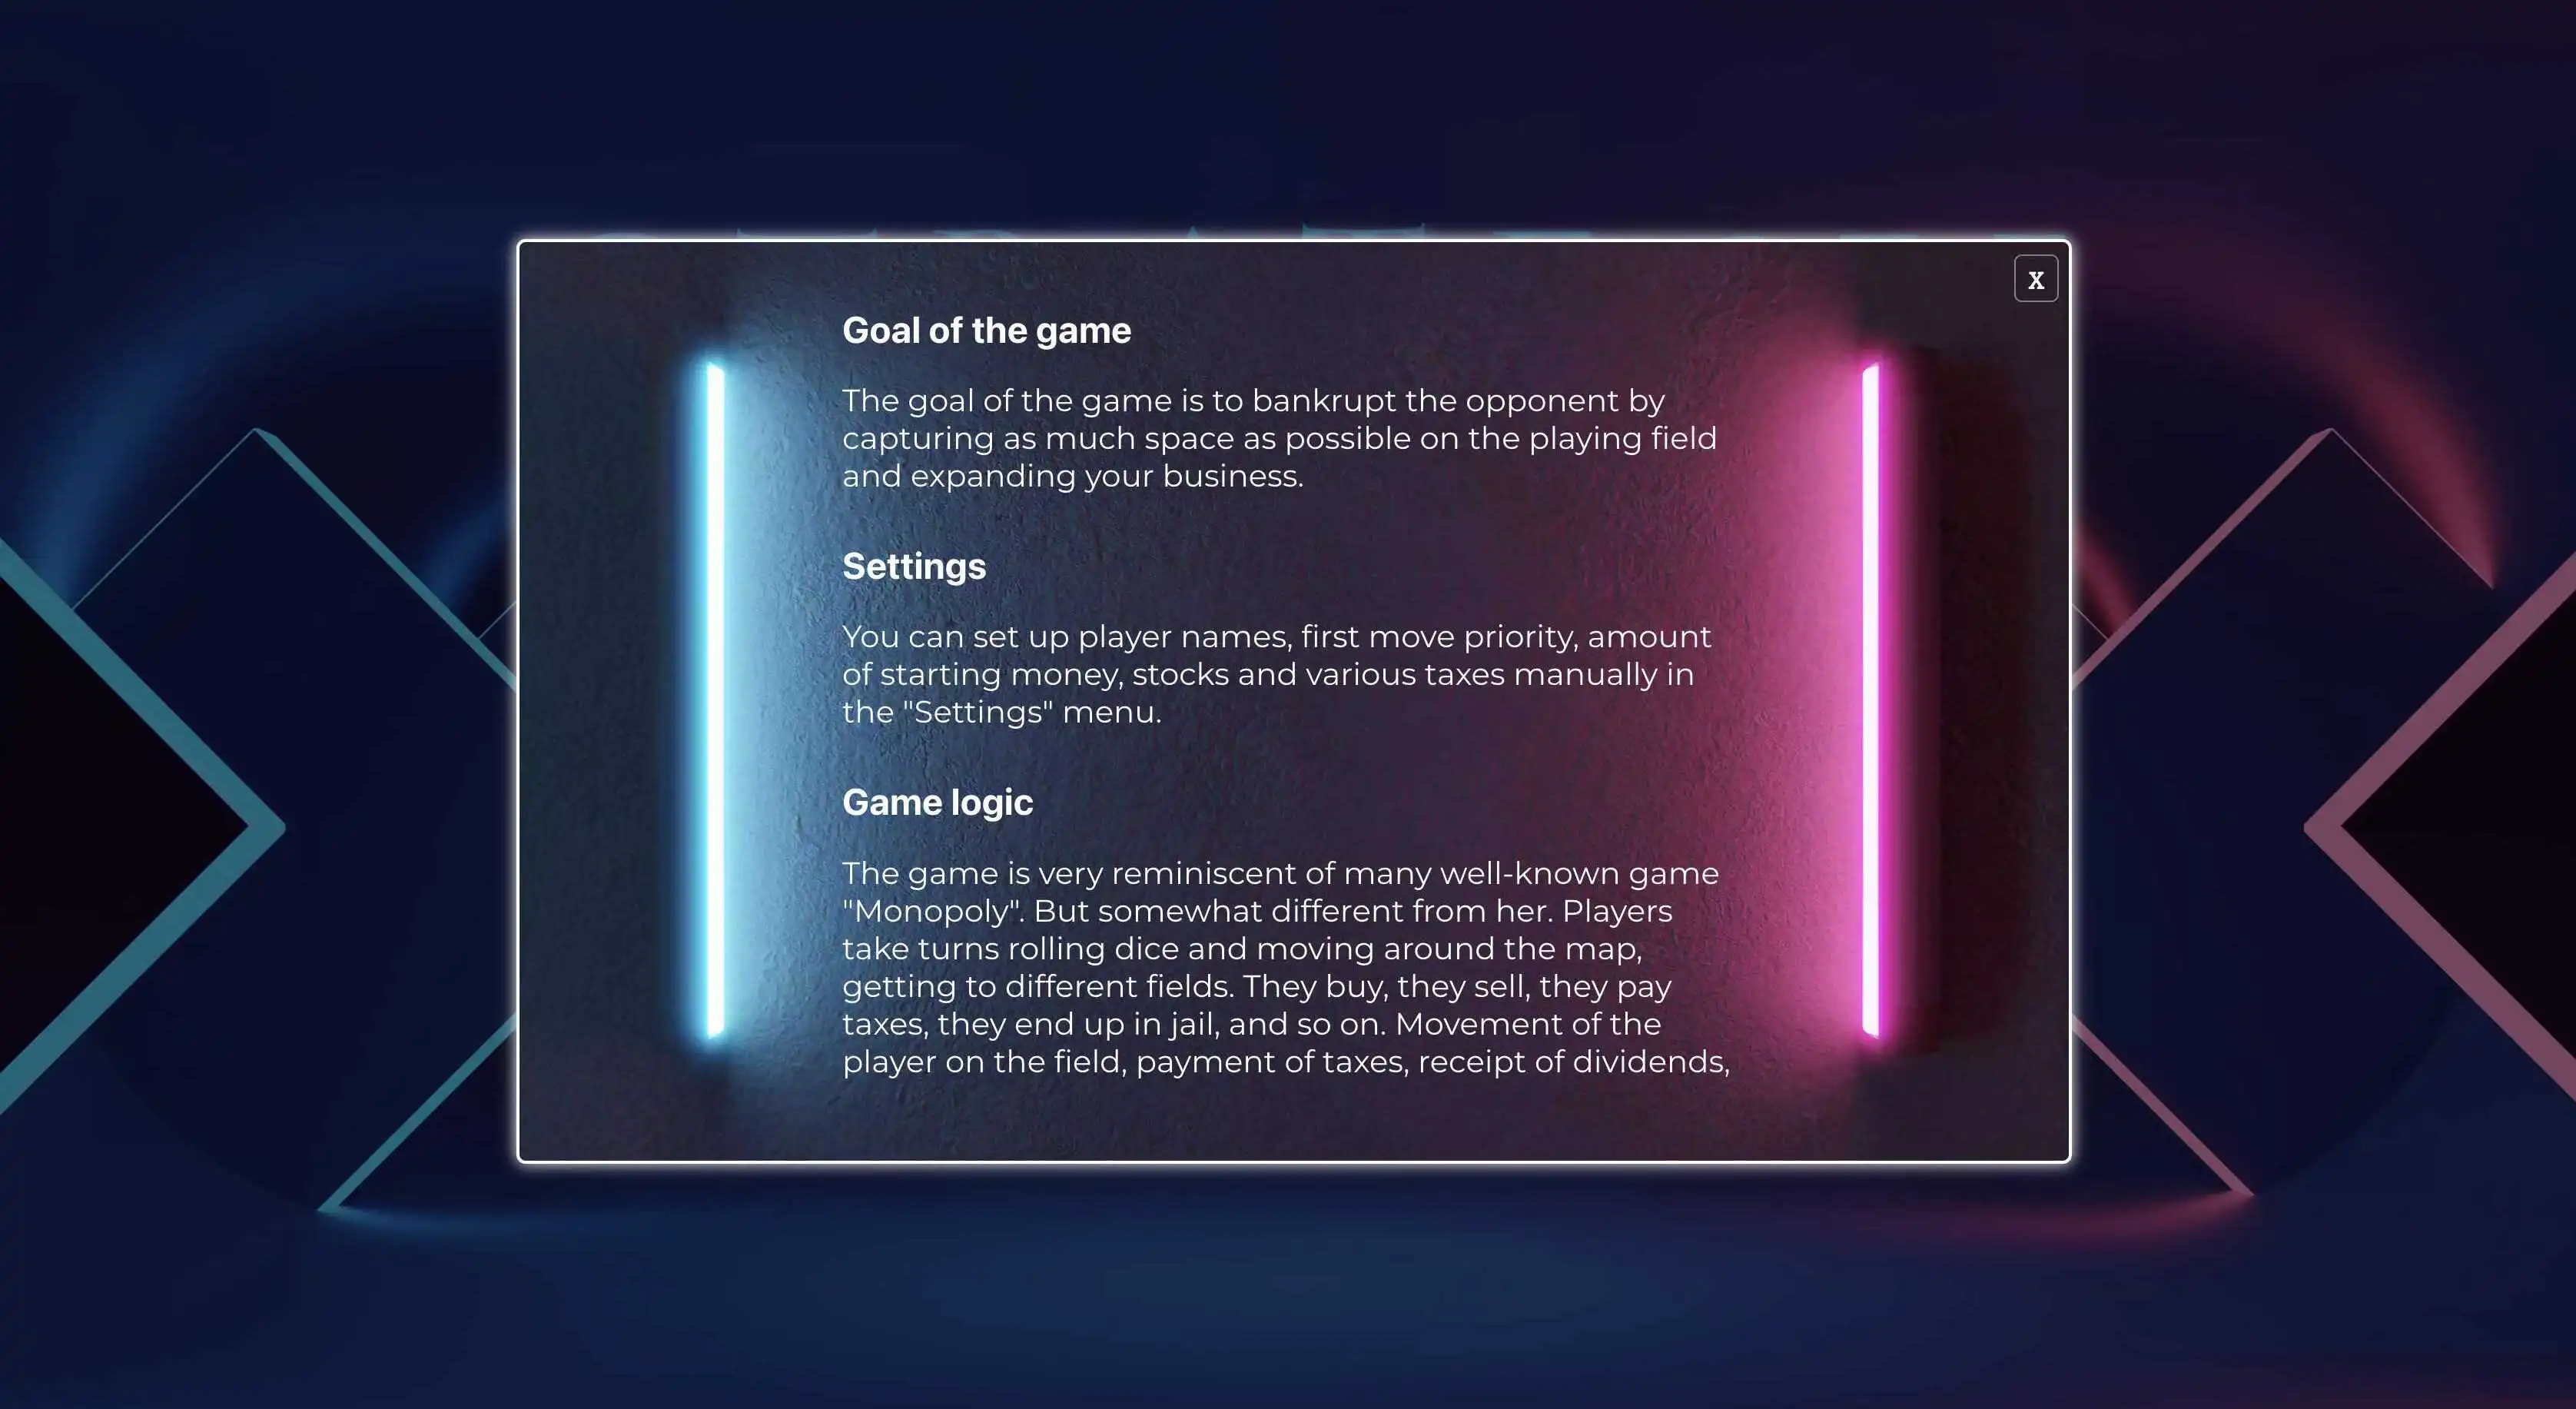 X
Goal of the game
The goal of the game is to bankrupt the opponent by
capturing as much space as possible on the playing field
and expanding your business.
Settings
You can set up player names, first move priority, amount
of starting money, stocks and various taxes manually in
the "Settings" menu.
Game logic
The game is very reminiscent of many well-known game
"Monopoly". But somewhat different from her. Players
take turns rolling dice and moving around the map,
getting to different fields. They buy, they sell, they pay
taxes, they end up in jail, and so on. Movement of the
player on the field, payment of taxes, receipt of dividends,